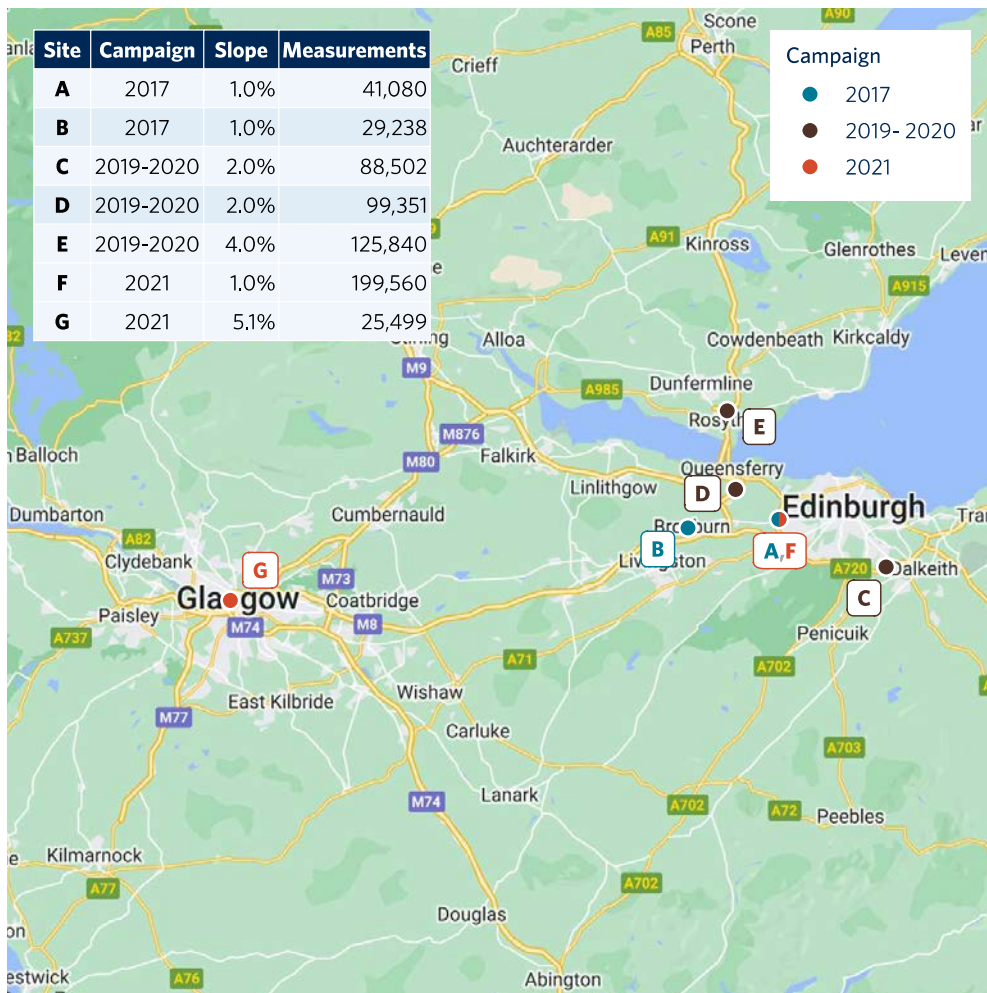 Site Campaign Slope Measurements
A 2017 1.0% 41,080
B 2017 1.0% 29,238
C 2019-2020 2.0% 88,502
D 2019-2020 2.0% 99,351
E 2019-2020 4.0% 125,840
F 2021 1.0% 199,560
G 2021 5.1% 25,499
Campaign
2017
2019- 2020
2021
Scone
A90
A85
Perth
Crieff
Auchterarder
A91
Kinross
Glenrothes
A915
Alloa
M9
Cowdenbeath
Kirkcaldy
Dunfermline
A985
Rosyth
E
M876
Falkirk
Balloch
M80
Queensferry
Linlithgow
D
Edinburgh
Dumbarton
Cumbernauld
A82
Broxburn
Clydebank
B
Livingston
A,F
G
A720
Dalkeith
M73
Glasgow
Coatbridge
C
Paisley
M74
M8
Penicuik
A737
A71
A702
East Kilbride
Wishaw
M77
Carluke
A703
Lanark
M74
A702
A72
Peebles
Kilmarnock
A77
A702
Douglas
A76
Abington